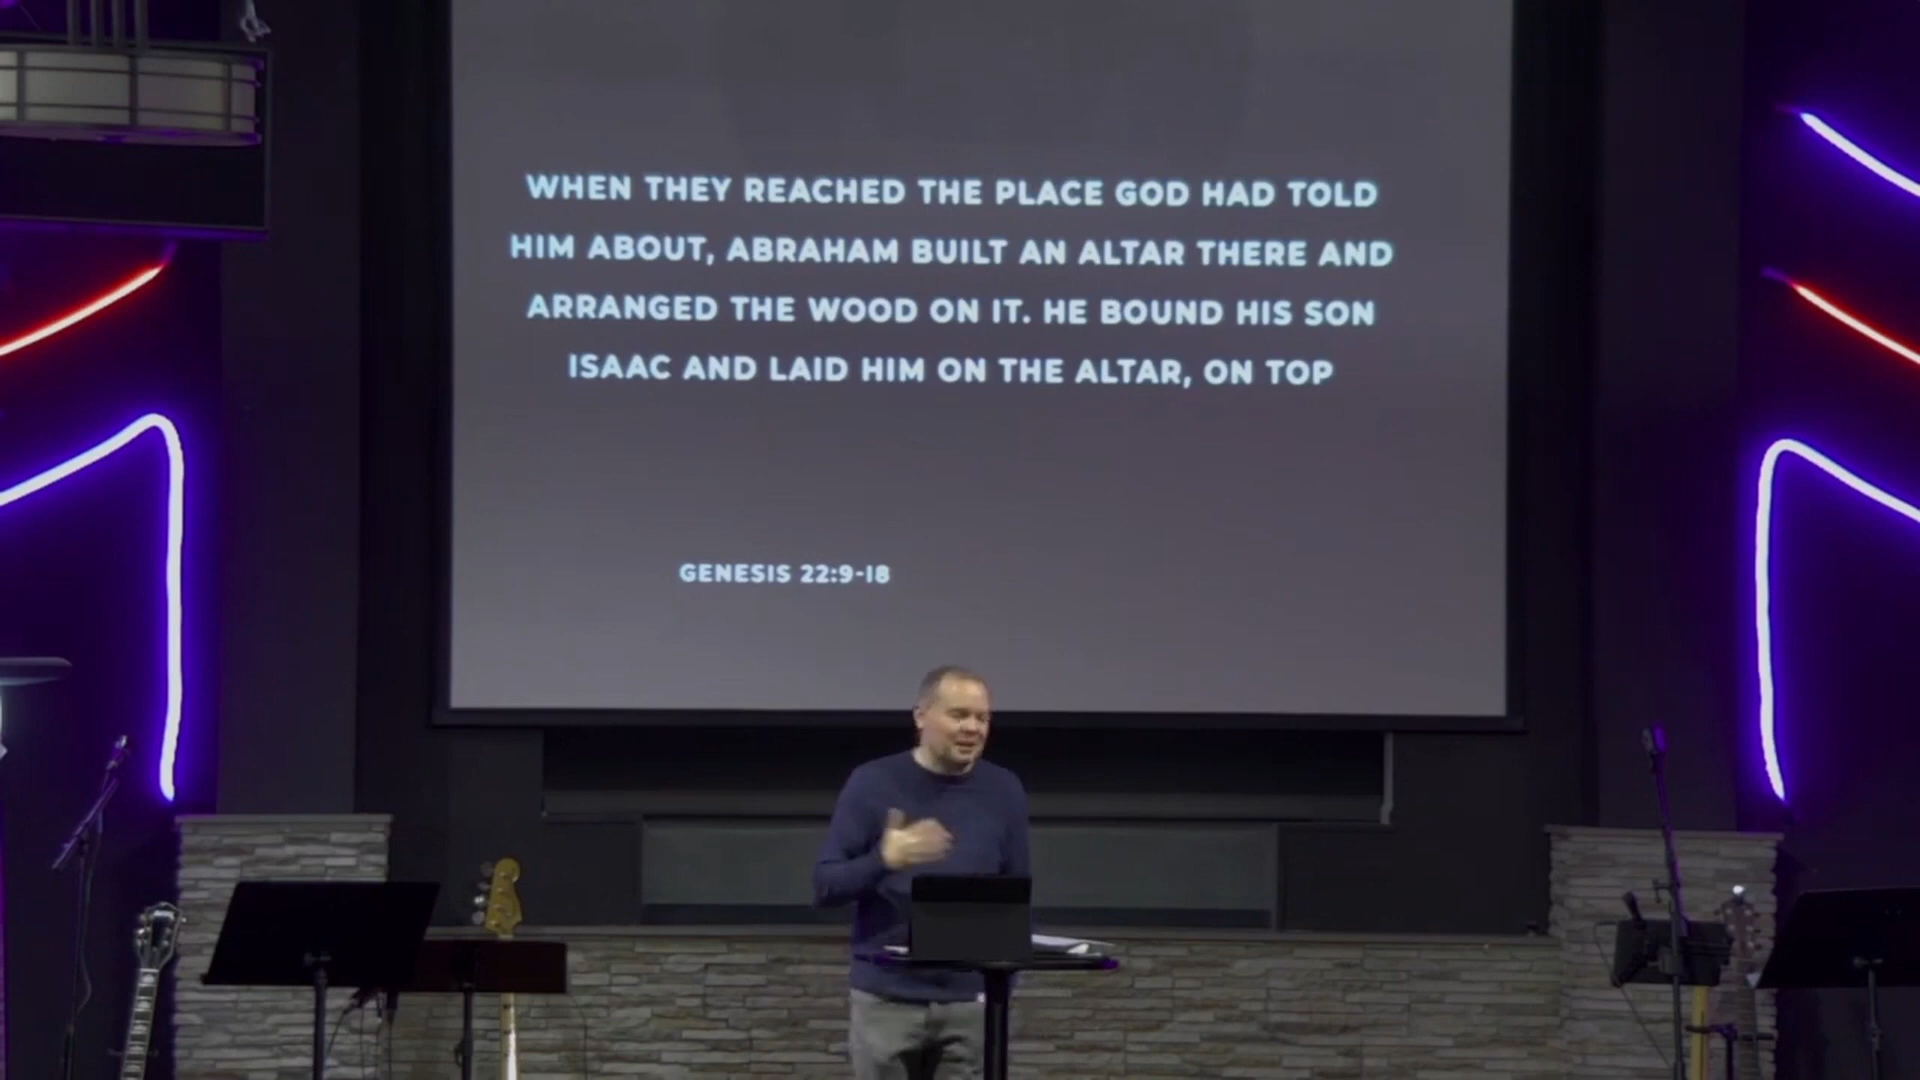 WHEN THEY REACHED THE PLACE GOD HAD TOLD
HIM ABOUT, ABRAHAM BUILT AN ALTAR THERE AND
ARRANGED THE WOOD ON IT. HE BOUND HIS SON
ISAAC AND LAID HIM ON THE ALTAR, ON TOP
GENESIS 22:9-18